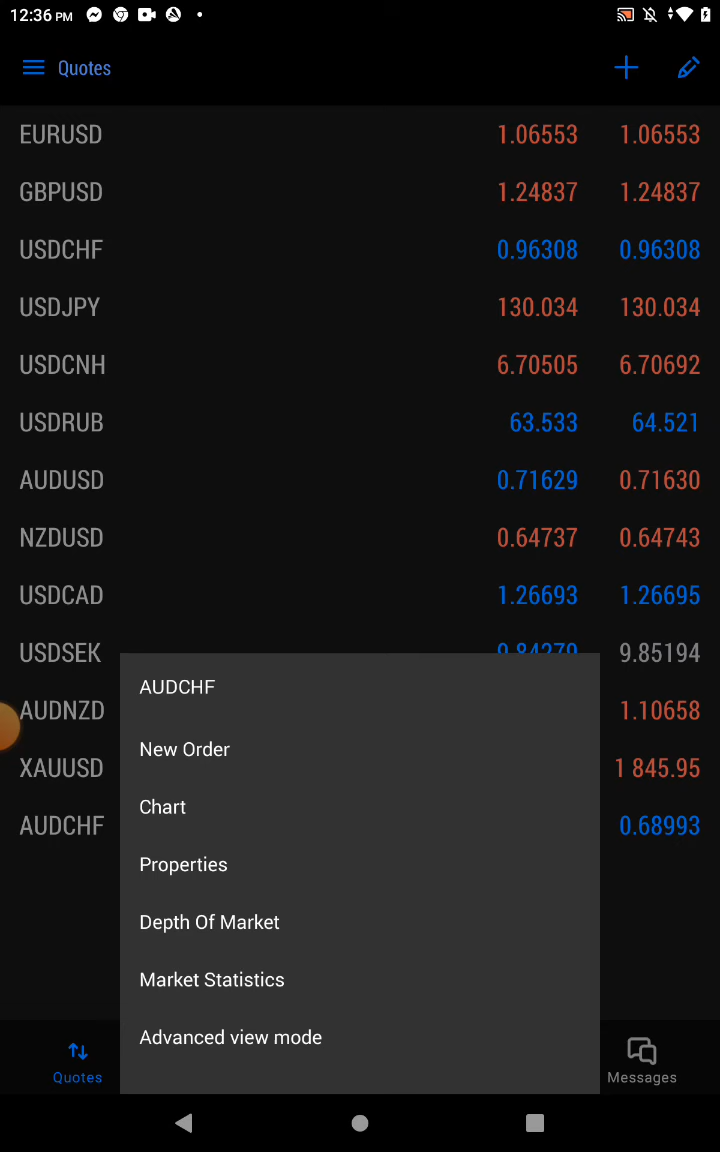 12:36 PM
Quotes
EURUSD 1.06553 1.06553
GBPUSD 1.24837 1.24837
USDCHF 0.96308 0.96308
USDJPY 130.034 130.034
USDCNH 6.70505 6.70692
USDRUB 63.533 64.521
AUDUSD 0.71629 0.71630
NZDUSD 0.64737 0.64743
USDCAD 1.26693 1.26695
USDSEK 9.84270 9.85194
AUDNZD 1.10658
XAUUSD 1 845.95
AUDCHF 0.68993
AUDCHF
New Order
Chart
Properties
Depth Of Market
Market Statistics
Advanced view mode
Quotes
Messages